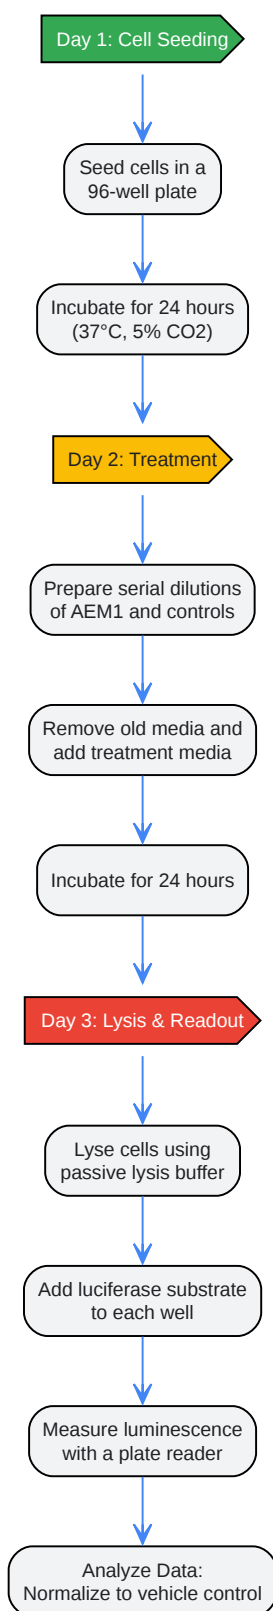 Day 1: Cell Seeding
Seed cells in a
96-well plate
Incubate for 24 hours
(37°C, 5% CO2)
Day 2: Treatment
Prepare serial dilutions
of AEM1 and controls
Remove old media and
add treatment media
Incubate for 24 hours
Day 3: Lysis & Readout
Lyse cells using
passive lysis buffer
Add luciferase substrate
to each well
Measure luminescence
with a plate reader
Analyze Data:
Normalize to vehicle control